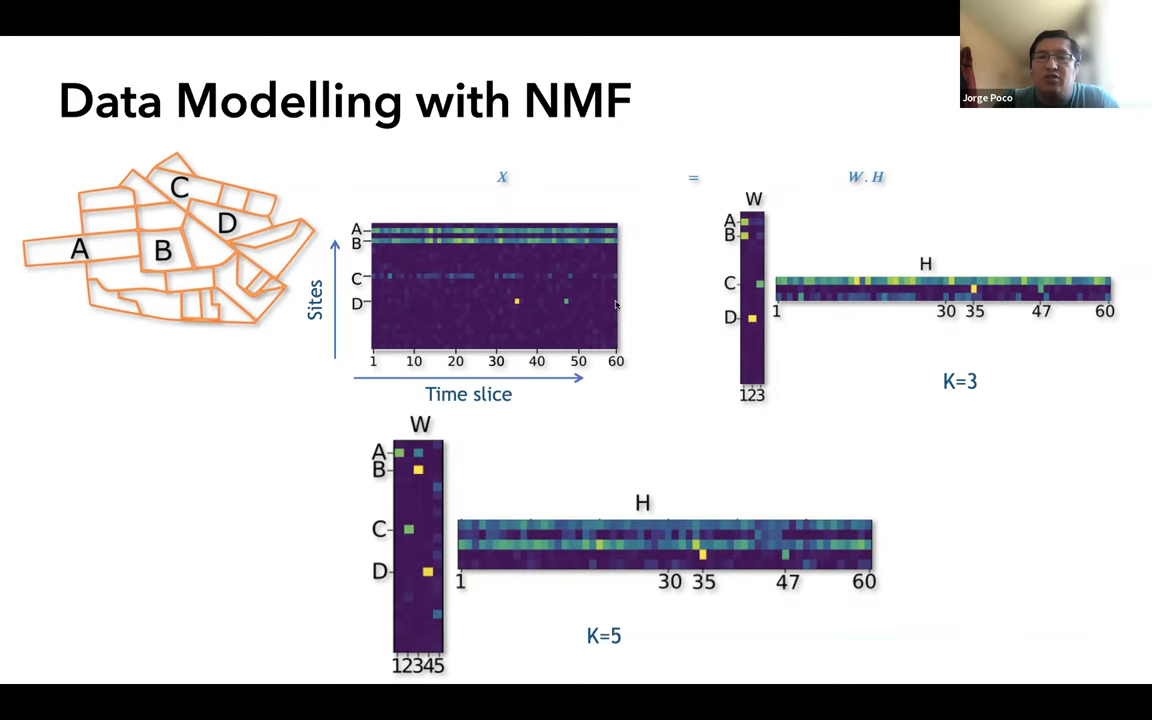 Jorge Poco
Data Modelling with NMF
C
D
A
B
X
=
W . H
Sites
A
B
C
D
1 10 20 30 40 50 60
Time slice
W
A
B
C
D
123
H
1 30 35 47 60
K=3
W
A
B
C
D
12345
H
1 30 35 47 60
K=5